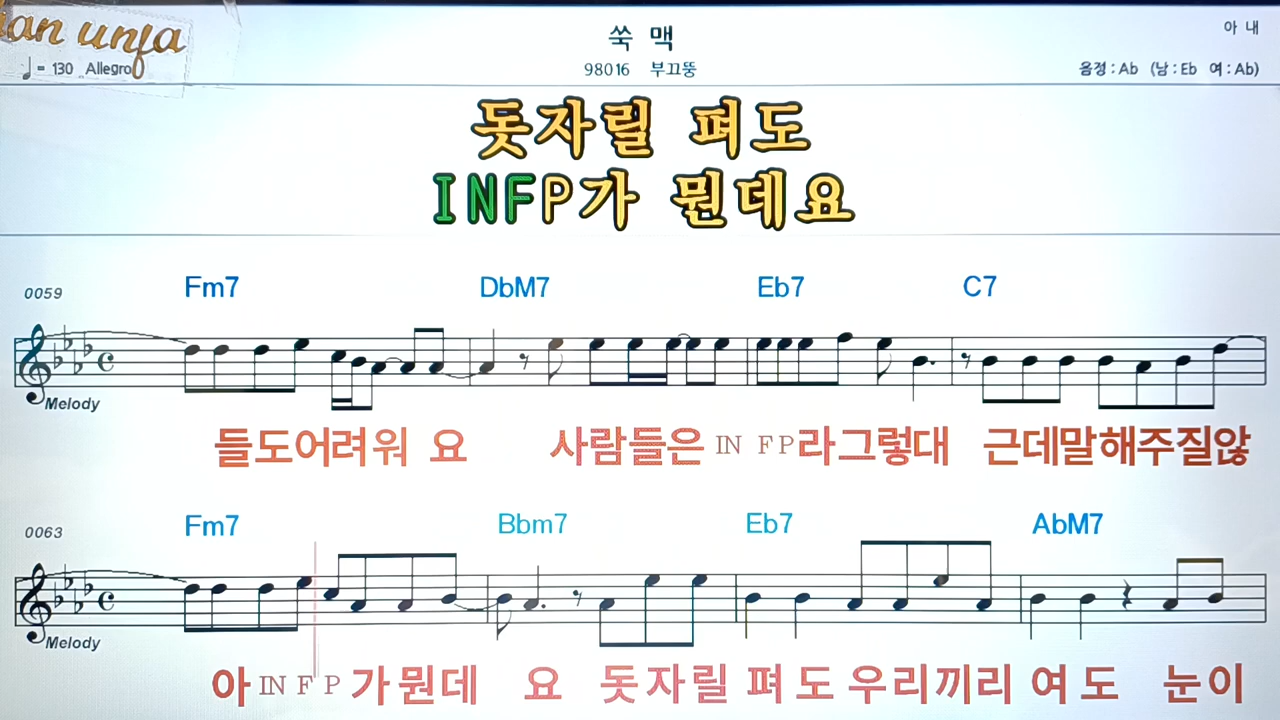 쑥 맥
아 내
♩= 130 Allegro
98016 부끄뚱
음정 : Ab (남 : Eb 여 : Ab)
돗자릴 펴도
INFP가 뭔데요
0059 Fm7 DbM7 Eb7 C7
Melody
들도어려워 요 사람들은 IN F P라그렇대 근데말해주질않
0063 Fm7 Bbm7 Eb7 AbM7
Melody
아 IN F P 가뭔데 요 돗자릴 펴 도 우리끼리 여 도 눈이